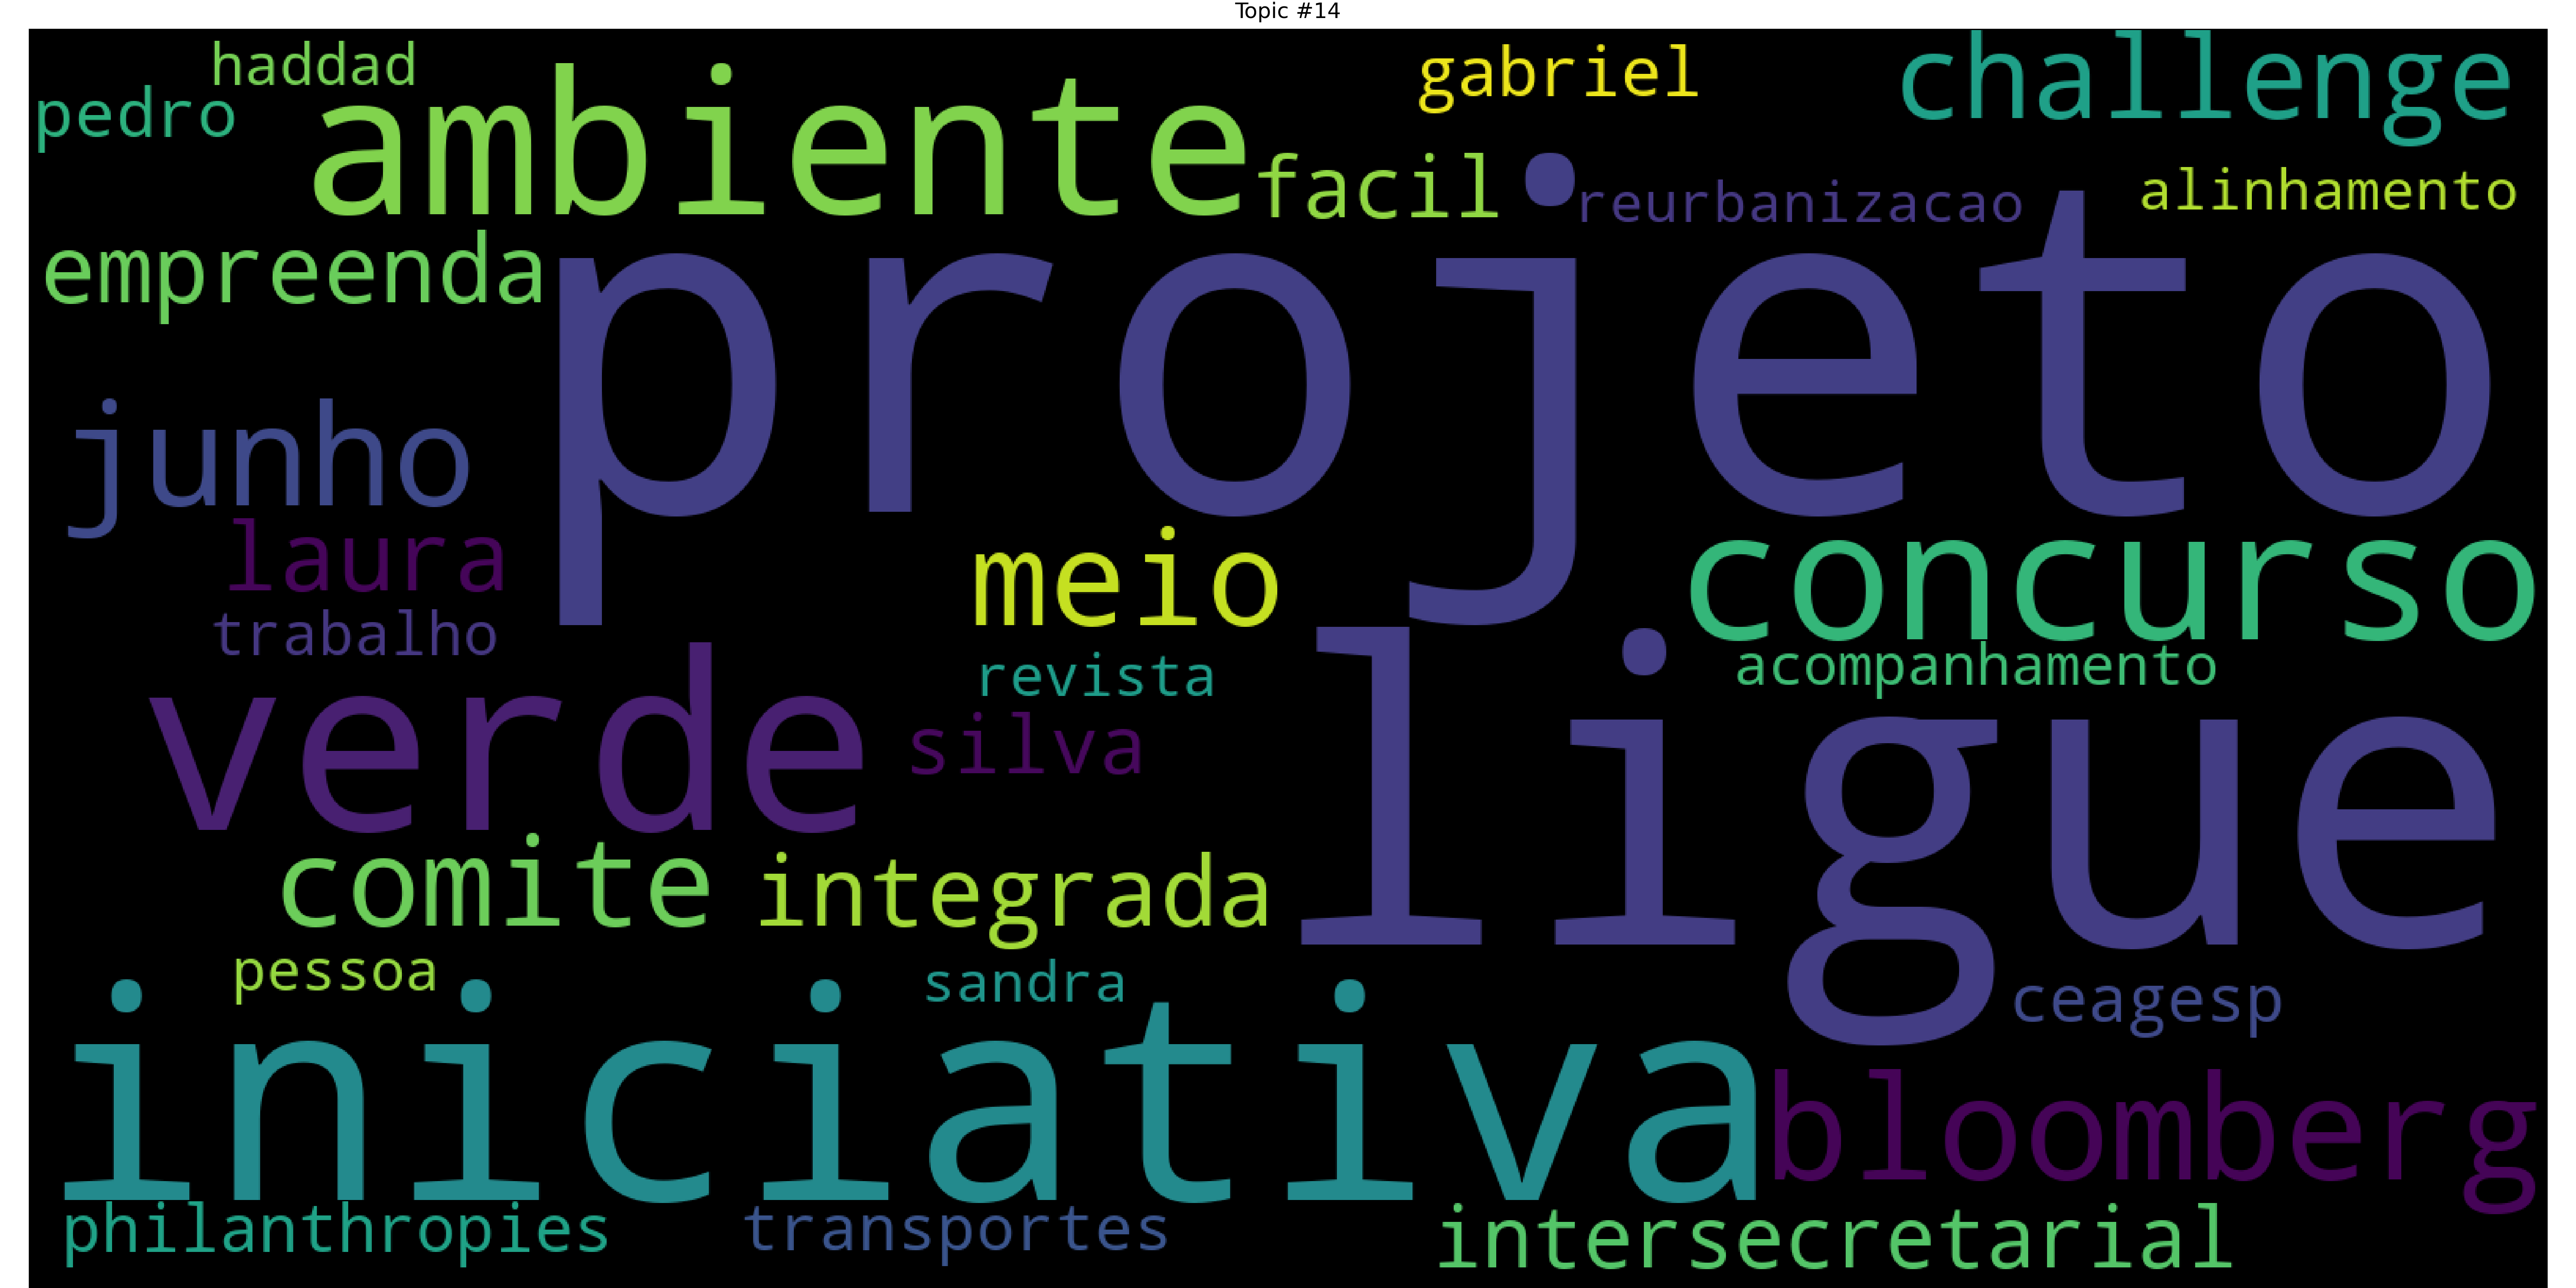 Topic #14
haddad
pedro
ambiente
gabriel
challenge
facil
reurbanizacao
alinhamento
empreenda
projeto
junho
laura
meio
concurso
trabalho
revista
acompanhamento
verde
silva
ligue
comite
integrada
pessoa
sandra
ceagesp
iniciativa
bloomberg
philanthropies
transportes
intersecretarial